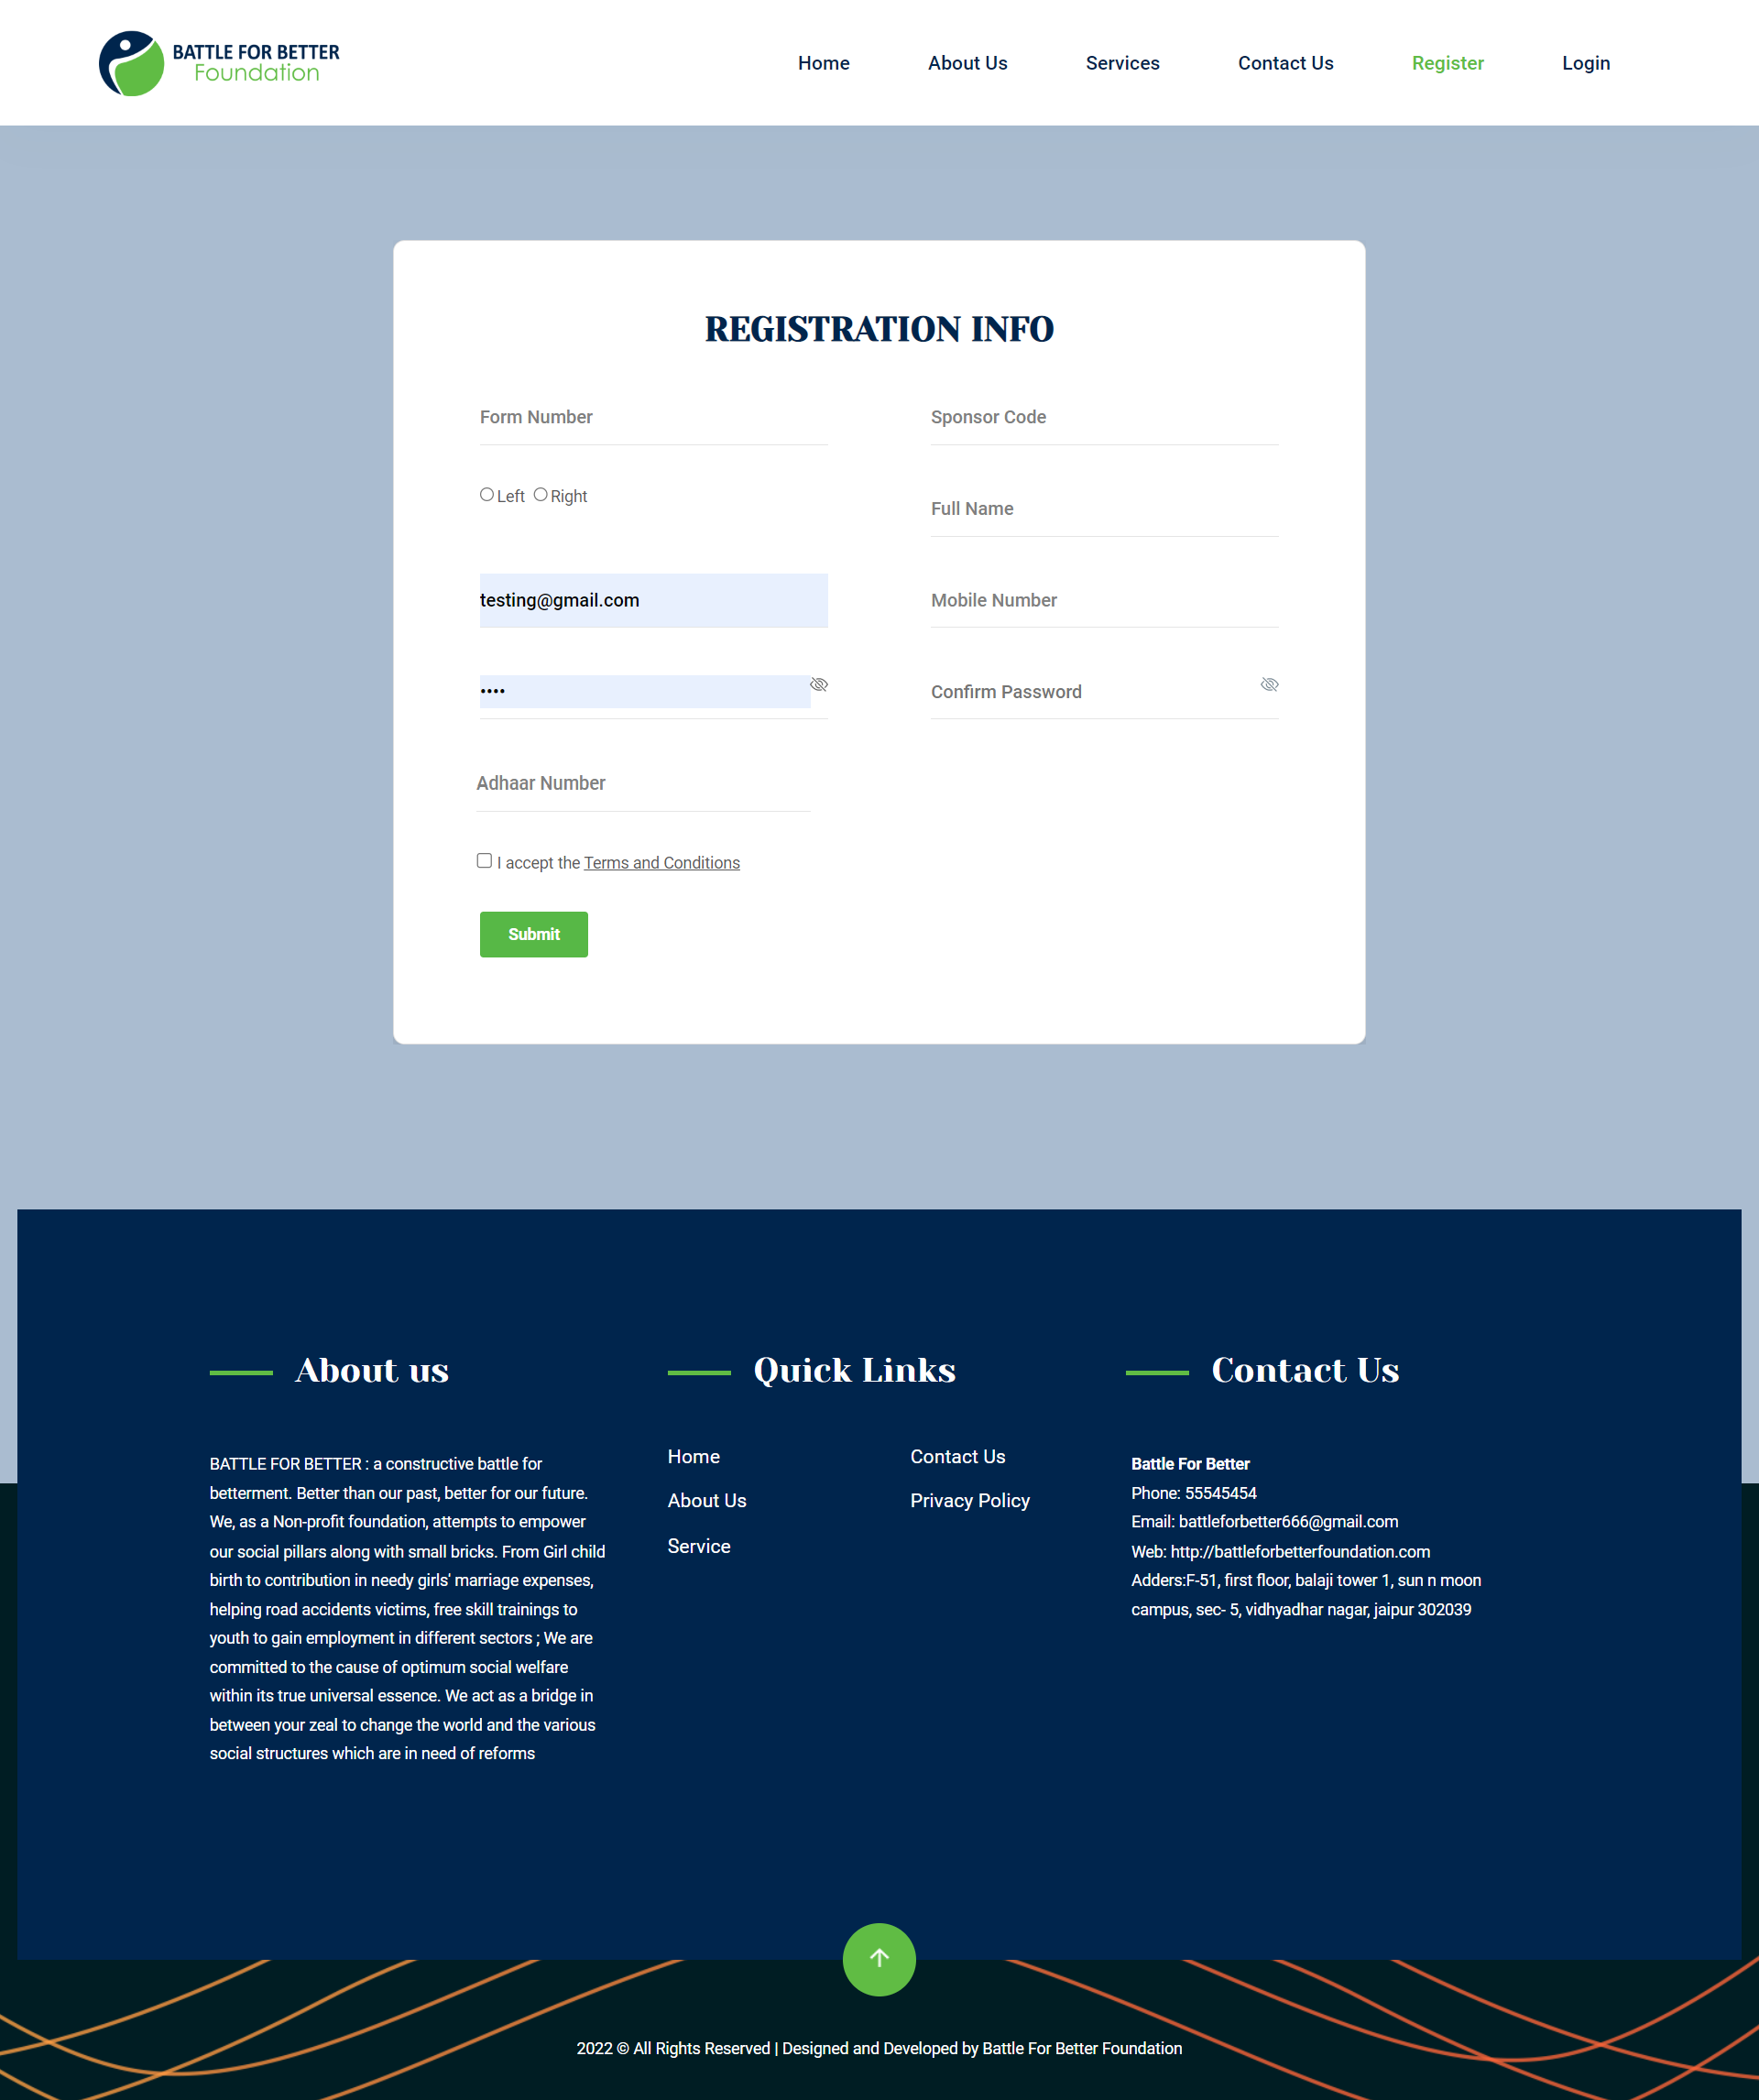 BATTLE FOR BETTER
Foundation
Home
About Us
Services
Contact Us
Register
Login
REGISTRATION INFO
Form Number
Sponsor Code
Left
Right
Full Name
testing@gmail.com
Mobile Number
••••
Confirm Password
Adhaar Number
I accept the Terms and Conditions
Submit
About us
BATTLE FOR BETTER : a constructive battle for
betterment. Better than our past, better for our future.
We, as a Non-profit foundation, attempts to empower
our social pillars along with small bricks. From Girl child
birth to contribution in needy girls' marriage expenses,
helping road accidents victims, free skill trainings to
youth to gain employment in different sectors ; We are
committed to the cause of optimum social welfare
within its true universal essence. We act as a bridge in
between your zeal to change the world and the various
social structures which are in need of reforms
Quick Links
Home
About Us
Service
Contact Us
Privacy Policy
Contact Us
Battle For Better
Phone: 55545454
Email: battleforbetter666@gmail.com
Web: http://battleforbetterfoundation.com
Adders:F-51, first floor, balaji tower 1, sun n moon
campus, sec- 5, vidhyadhar nagar, jaipur 302039
2022 © All Rights Reserved | Designed and Developed by Battle For Better Foundation